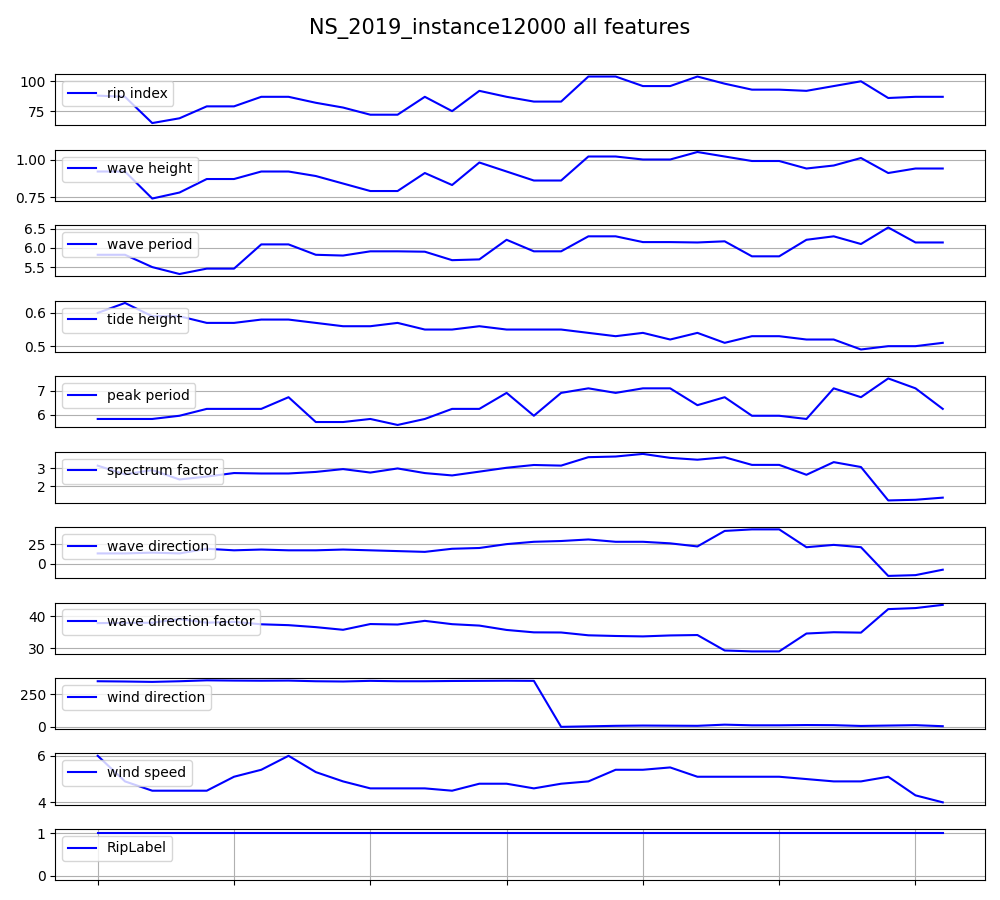 NS_2019_instance12000 all features
100
75
rip index
1.00
0.75
wave height
6.5
6.0
5.5
wave period
0.6
0.5
tide height
7
6
peak period
3
2
spectrum factor
25
0
wave direction
40
30
wave direction factor
250
0
wind direction
6
4
wind speed
1
0
RipLabel